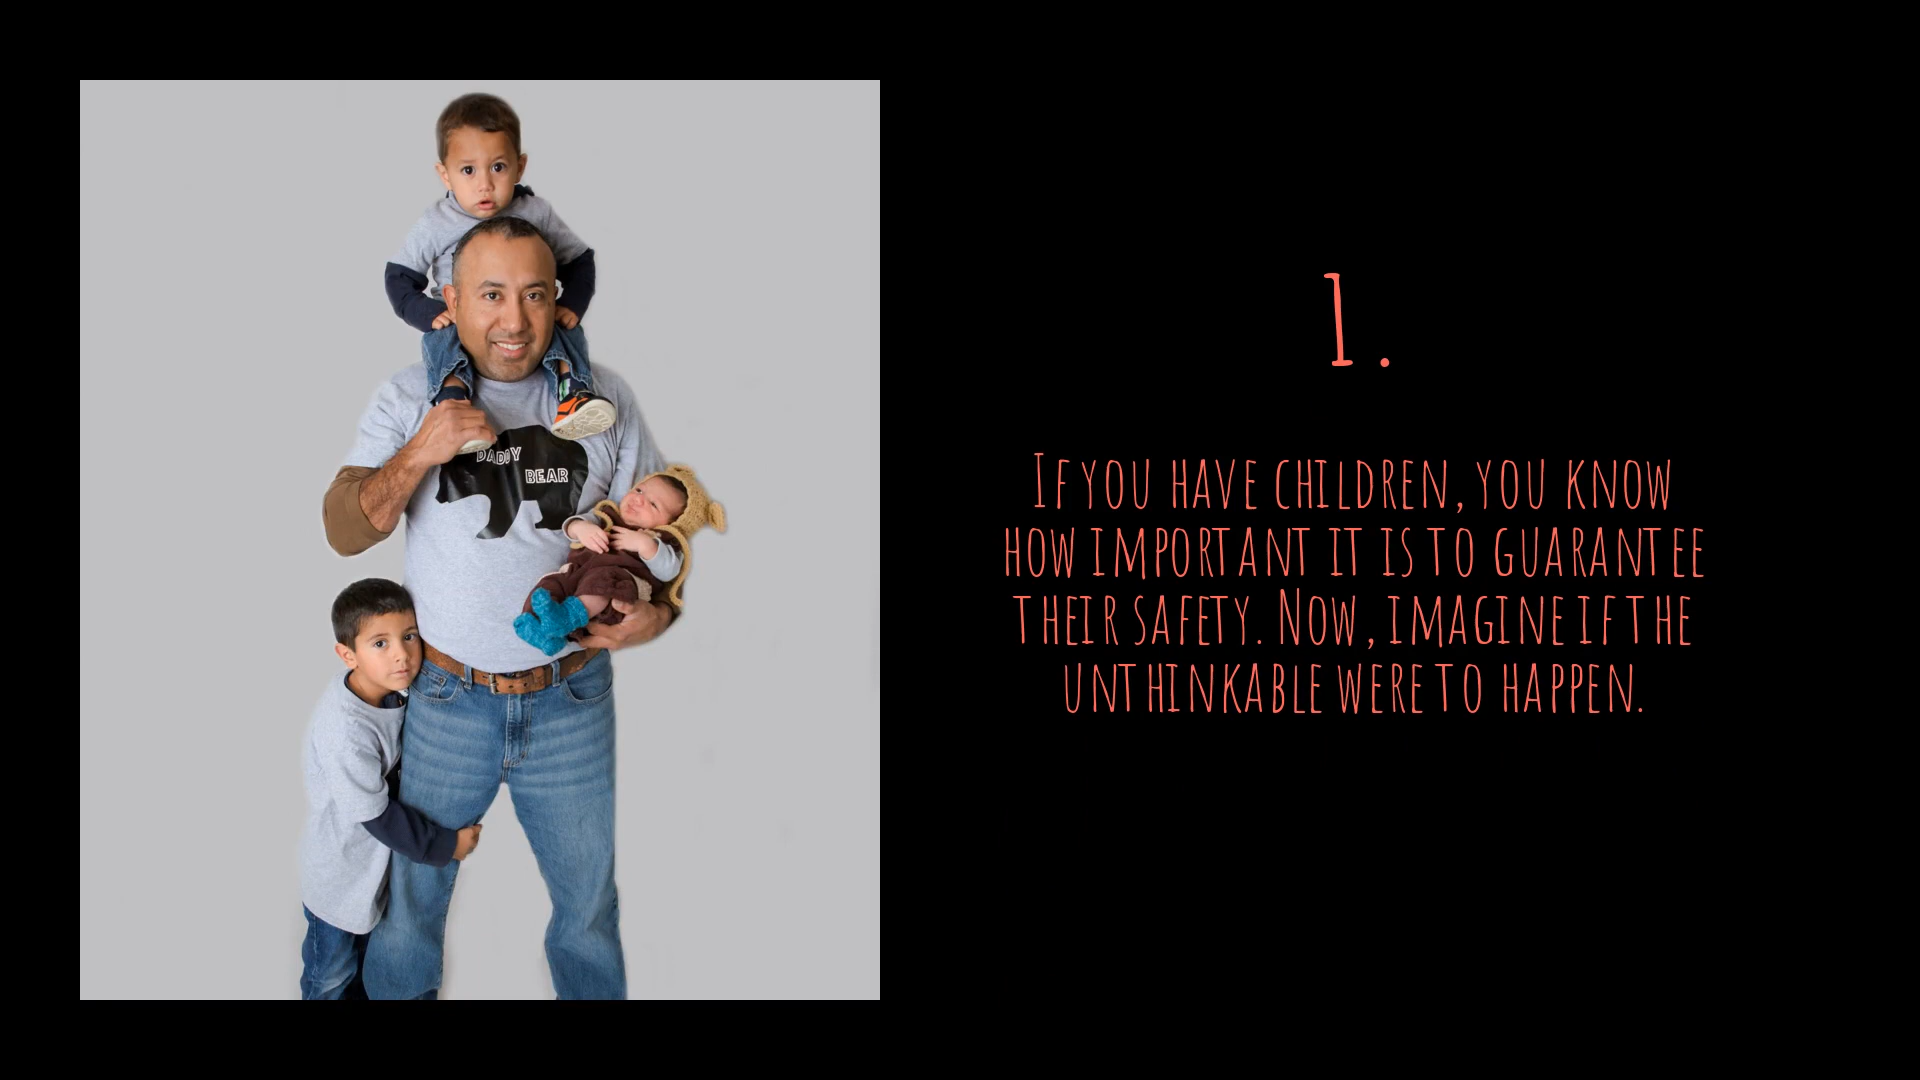 DADDY
BEAR
1.
If you have children, you know
how important it is to guarantee
their safety. Now, imagine if the
unthinkable were to happen.